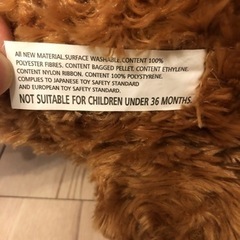 All NEW MATERIAL, SURFACE WASHABLE, CONTENT 100%
POLYESTER FIBRES. CONTENT BAGGED PELLET. CONTENT ETHYLENE.
CONTENT NYLON RIBBON. CONTENT 100% POLYSTYRENE.
COMPLIES TO JAPANESE TOY SAFETY STANDARD
AND EUROPEAN TOY SAFETY STANDARD
NOT SUITABLE FOR CHILDREN UNDER 36 MONTHS.